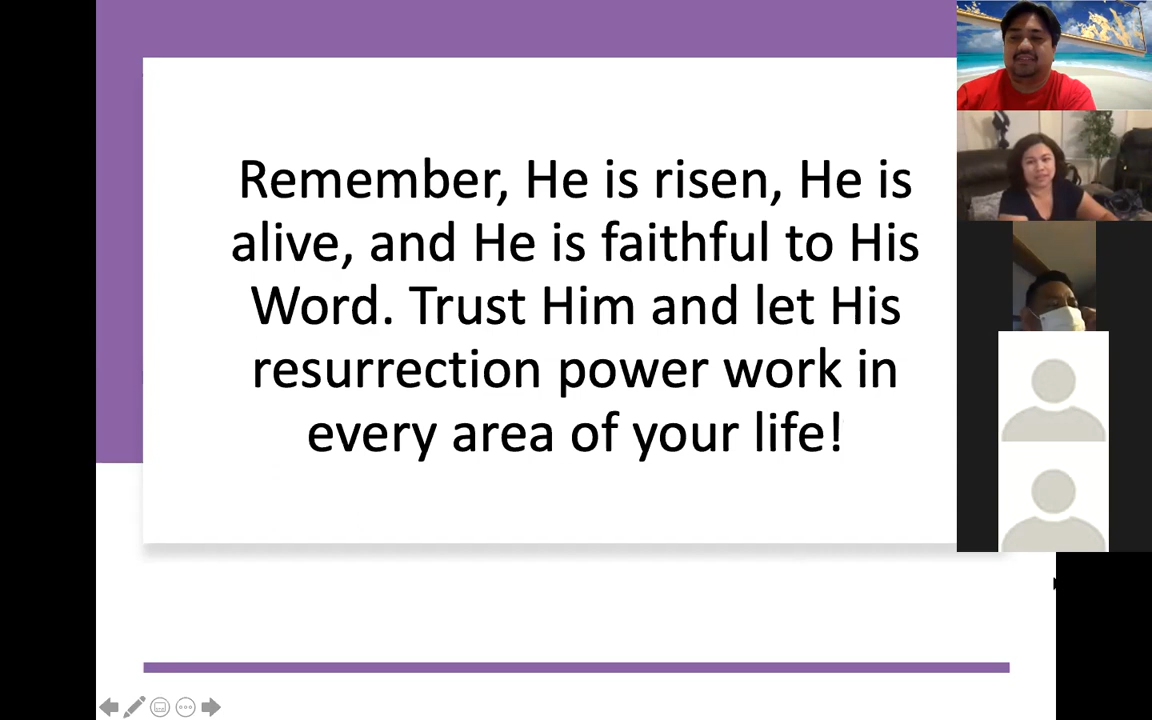 Remember, He is risen, He is
alive, and He is faithful to His
Word. Trust Him and let His
resurrection power work in
every area of your life!